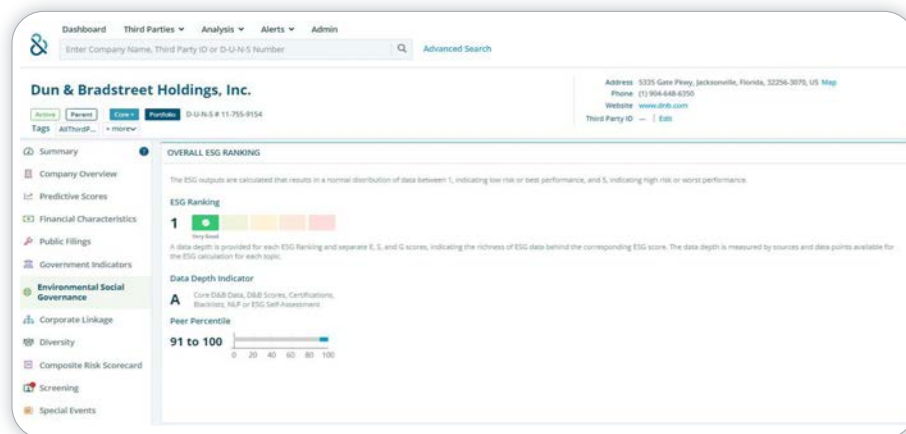 Dashboard Third Parties Analysis Alerts Admin
&
Enter Company Name, Third Party ID or D-U-N-S Number
Advanced Search
Dun & Bradstreet Holdings, Inc.
Active Parent Core+ Portfolio D-U-N-S # 11-755-9154
Tags AllThirdP... + more
Address 5335 Gate Pkwy, Jacksonville, Florida, 32256-3070, US Map
Phone (1) 904-648-6350
Website www.dnb.com
Third Party ID — | Edit
Summary ?
Company Overview
Predictive Scores
Financial Characteristics
Public Filings
Government Indicators
Environmental Social
Governance
Corporate Linkage
Diversity
Composite Risk Scorecard
Screening
Special Events
OVERALL ESG RANKING
The ESG outputs are calculated that results in a normal distribution of data between 1, indicating low risk or best performance, and 5, indicating high risk or worst performance.
ESG Ranking
1
Very Good
A data depth is provided for each ESG Ranking and separate E, S, and G scores, indicating the richness of ESG data behind the corresponding ESG score. The data depth is measured by sources and data points available for
the ESG calculation for each topic.
Data Depth Indicator
A
Core D&B Data, D&B Scores, Certifications,
Blacklists, NLP or ESG Self-Assessment
Peer Percentile
91 to 100
0 20 40 60 80 100